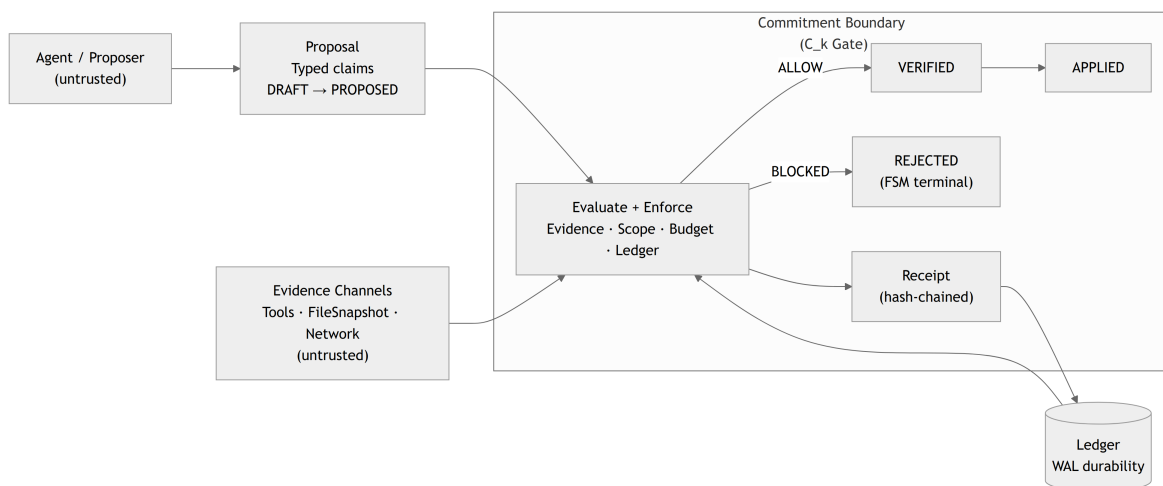 Commitment Boundary
(C_k Gate)
Agent / Proposer
(untrusted)
Proposal
Typed claims
DRAFT → PROPOSED
ALLOW
VERIFIED
APPLIED
BLOCKED
REJECTED
(FSM terminal)
Evaluate + Enforce
Evidence · Scope · Budget
· Ledger
Evidence Channels
Tools · FileSnapshot ·
Network
(untrusted)
Receipt
(hash-chained)
Ledger
WAL durability